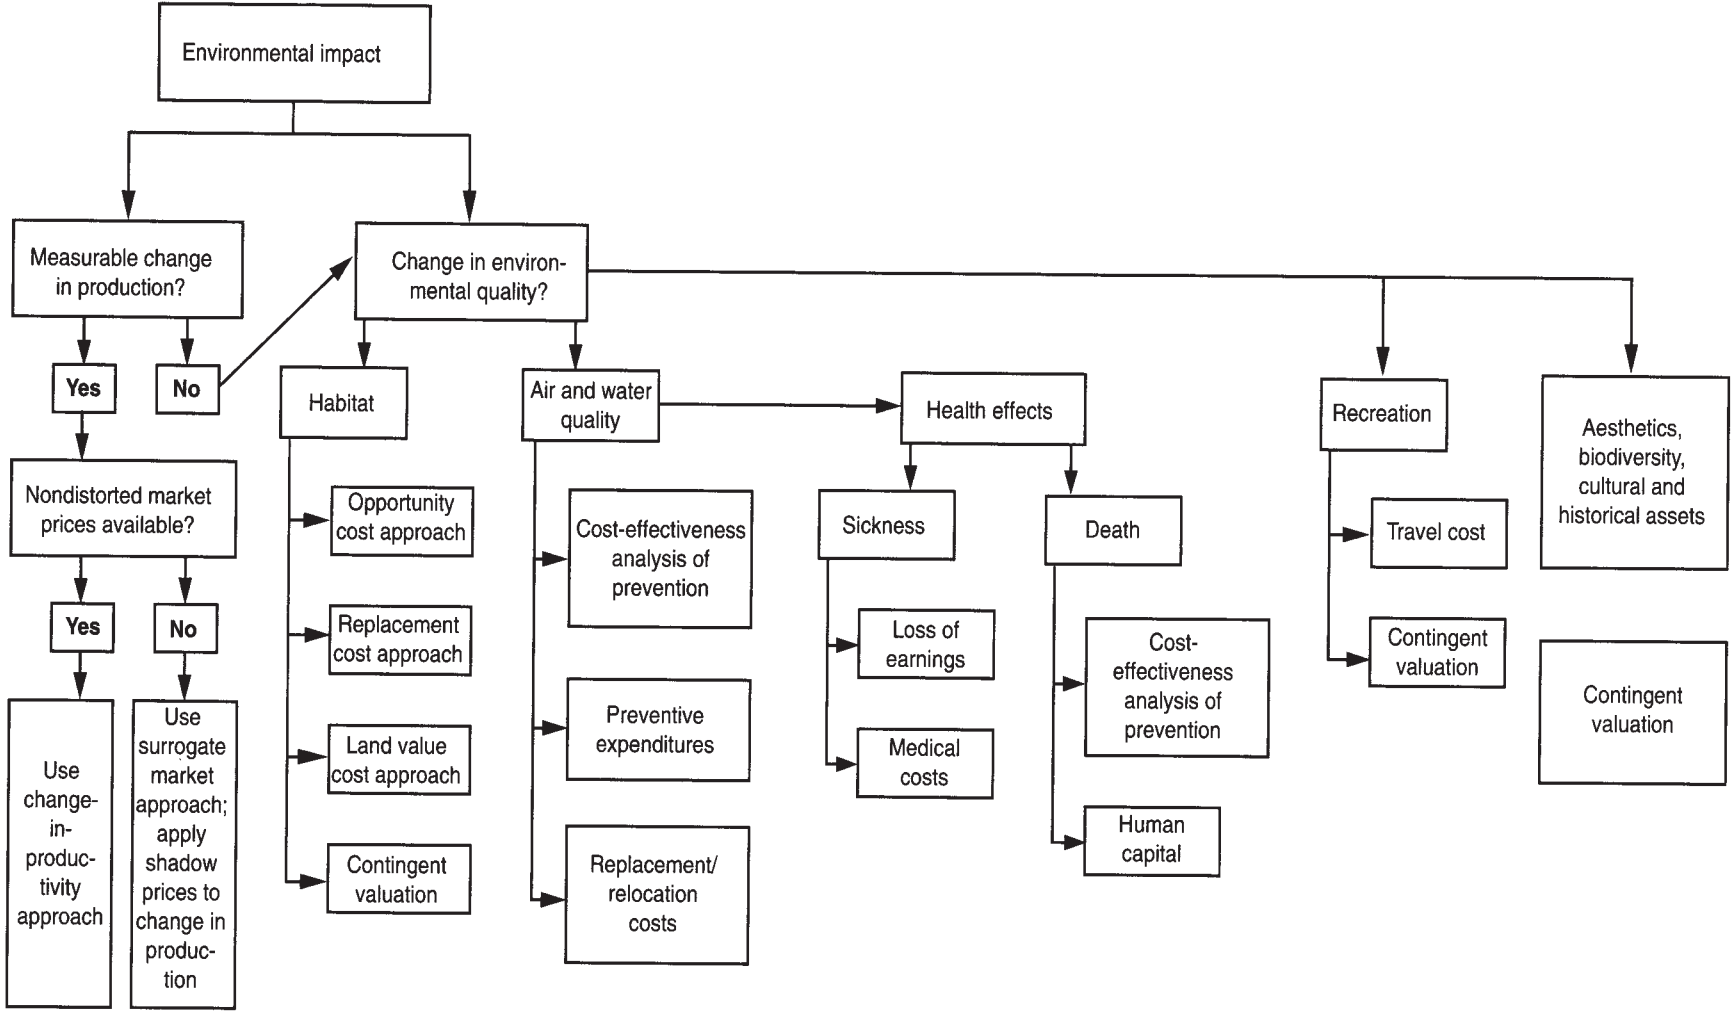 Environmental impact
Measurable change
in production?
Yes
No
Nondistorted market
prices available?
Yes
No
Use
change-
in-
produc-
tivity
approach
Use
surrogate
market
approach;
apply
shadow
prices to
change in
produc-
tion
Change in environ-
mental quality?
Habitat
Opportunity
cost approach
Replacement
cost approach
Land value
cost approach
Contingent
valuation
Air and water
quality
Cost-effectiveness
analysis of
prevention
Preventive
expenditures
Replacement/
relocation
costs
Health effects
Sickness
Loss of
earnings
Medical
costs
Death
Cost-
effectiveness
analysis of
prevention
Human
capital
Recreation
Travel cost
Contingent
valuation
Aesthetics,
biodiversity,
cultural and
historical assets
Contingent
valuation